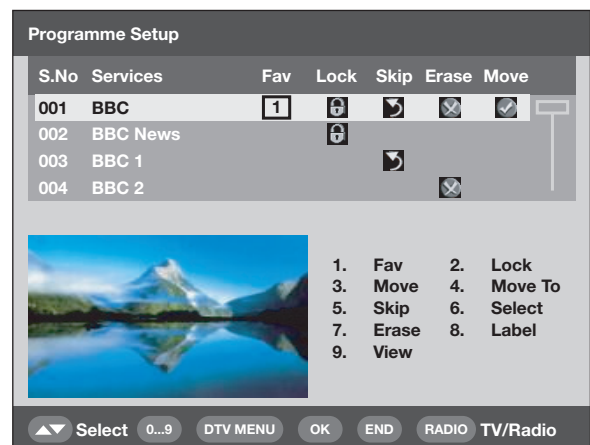 Programme Setup
S.No Services Fav Lock Skip Erase Move
001 BBC 1
002 BBC News
003 BBC 1
004 BBC 2
1. Fav 2. Lock
3. Move 4. Move To
5. Skip 6. Select
7. Erase 8. Label
9. View
Select 0...9 DTV MENU OK END RADIO TV/Radio